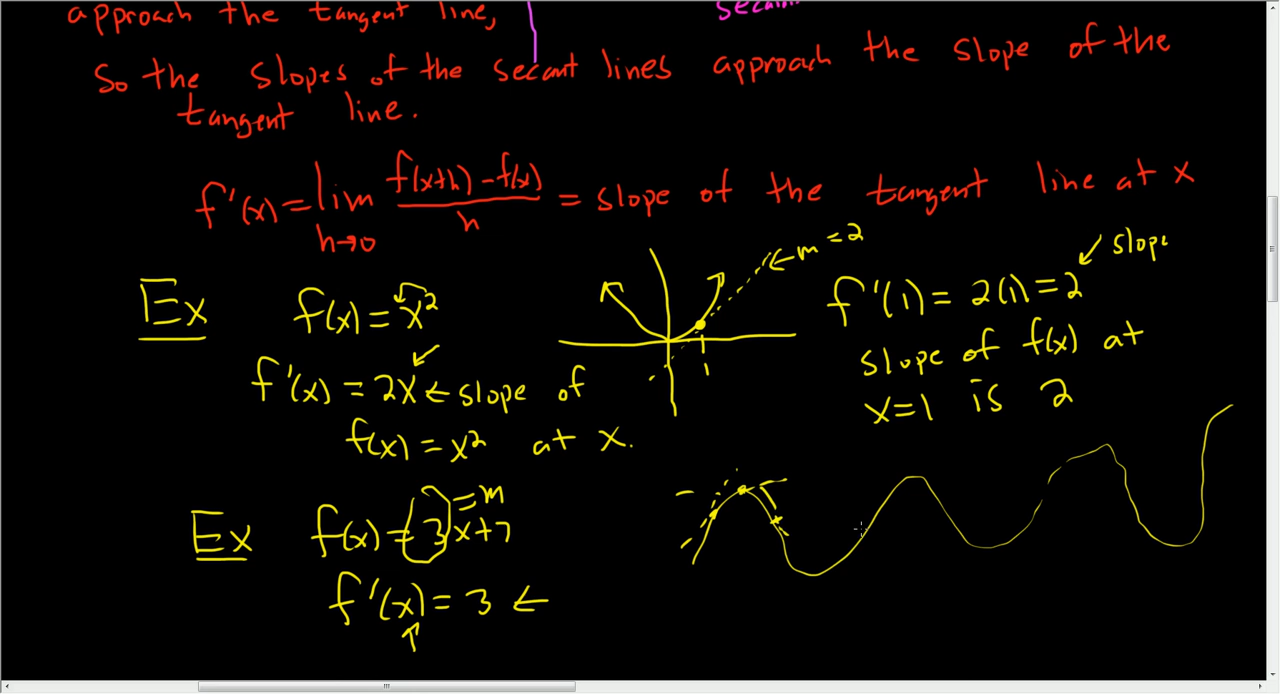 approach the tangent line,
secan
So the slopes of the secant lines approach the slope of the
tangent line.
f'(x) = lim h→0 f(x+h) - f(x) / h = slope of the tangent line at x
Ex f(x) = x²
f'(x) = 2x ← slope of
f(x) = x² at x.
← m = 2
1
slope
f'(1) = 2(1) = 2
slope of f(x) at
x = 1 is 2
Ex f(x) = 3x + 7
= m
f'(x) = 3 ←